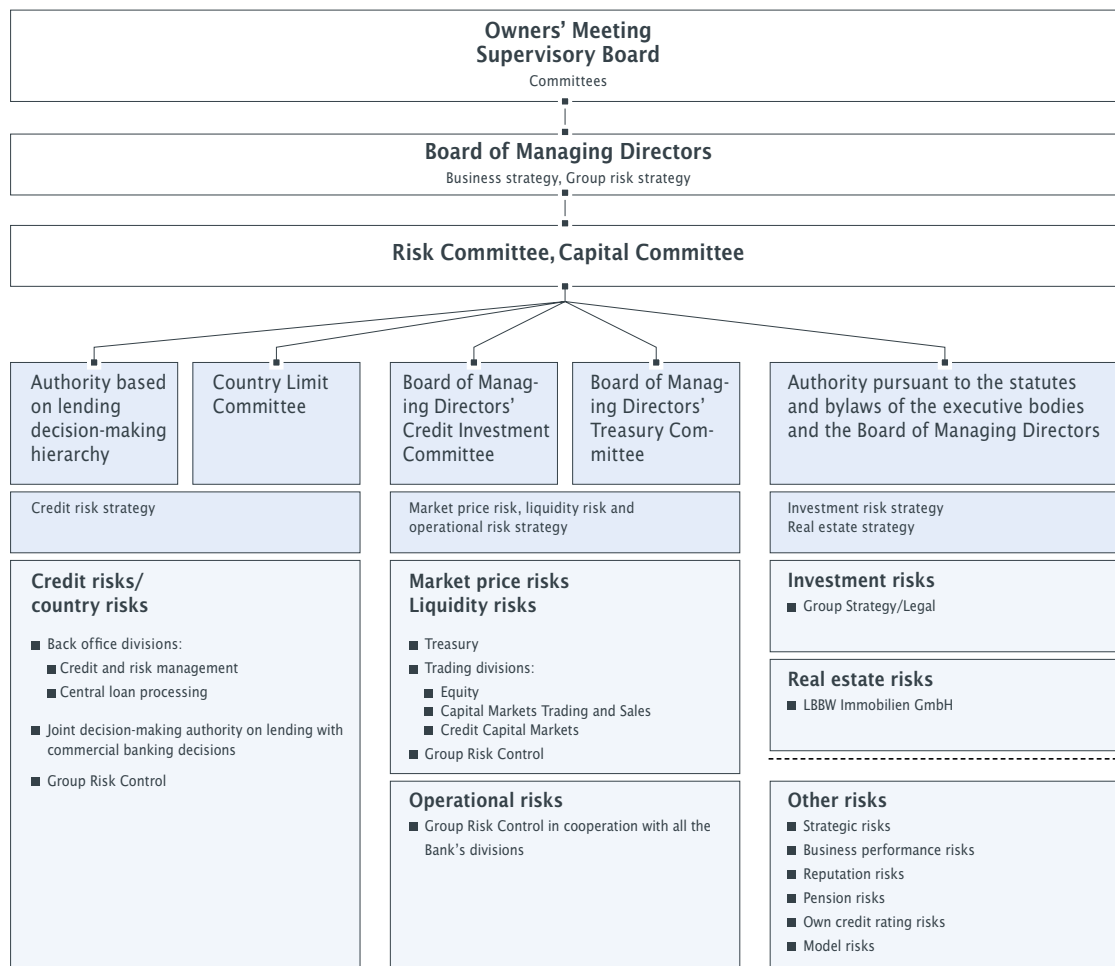 Owners' Meeting
Supervisory Board
Committees
Board of Managing Directors
Business strategy, Group risk strategy
Risk Committee, Capital Committee
Authority based
on lending
decision-making
hierarchy
Country Limit
Committee
Board of Manag-
ing Directors'
Credit Investment
Committee
Board of Manag-
ing Directors'
Treasury Com-
mittee
Authority pursuant to the statutes
and bylaws of the executive bodies
and the Board of Managing Directors
Credit risk strategy
Market price risk, liquidity risk and
operational risk strategy
Investment risk strategy
Real estate strategy
Credit risks/
country risks
■ Back office divisions:
■ Credit and risk management
■ Central loan processing
■ Joint decision-making authority on lending with
commercial banking decisions
■ Group Risk Control
Market price risks
Liquidity risks
■ Treasury
■ Trading divisions:
■ Equity
■ Capital Markets Trading and Sales
■ Credit Capital Markets
■ Group Risk Control
Operational risks
■ Group Risk Control in cooperation with all the
Bank's divisions
Investment risks
■ Group Strategy/Legal
Real estate risks
■ LBBW Immobilien GmbH
Other risks
■ Strategic risks
■ Business performance risks
■ Reputation risks
■ Pension risks
■ Own credit rating risks
■ Model risks